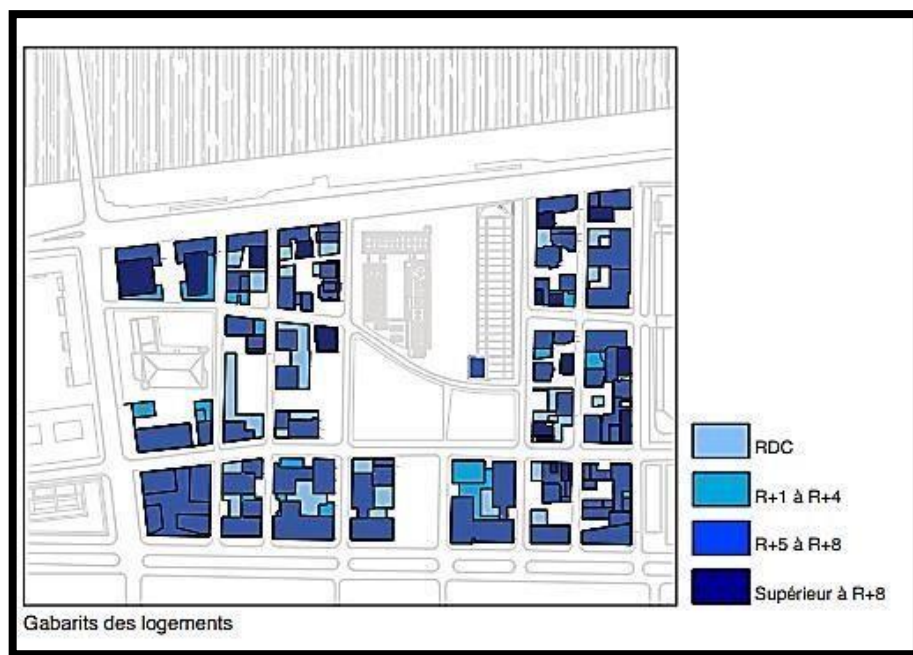 RDC
R+1 à R+4
R+5 à R+8
Supérieur à R+8
Gabarits des logements